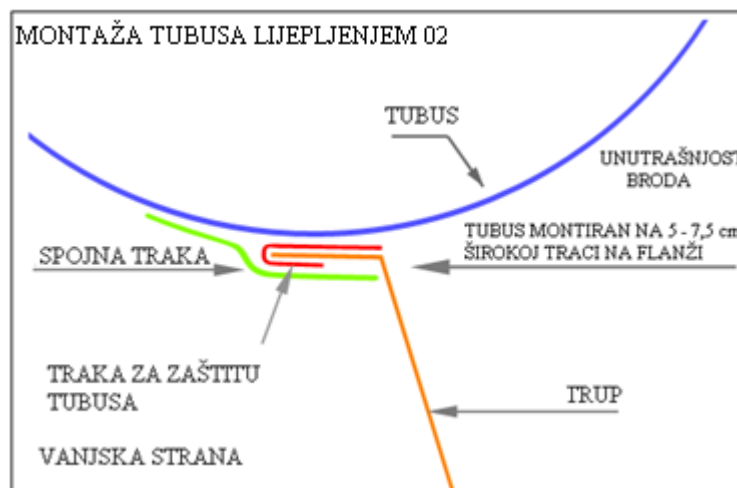 MONTAŽA TUBUSA LIJEPLJENJEM 02
TUBUS
UNUTRAŠNJOST
BRODA
TUBUS MONTIRAN NA 5 - 7,5 cm
ŠIROKOJ TRACI NA FLANŽI
SPOJNA TRAKA
TRAKA ZA ZAŠTITU
TUBUSA
TRUP
VANJSKA STRANA